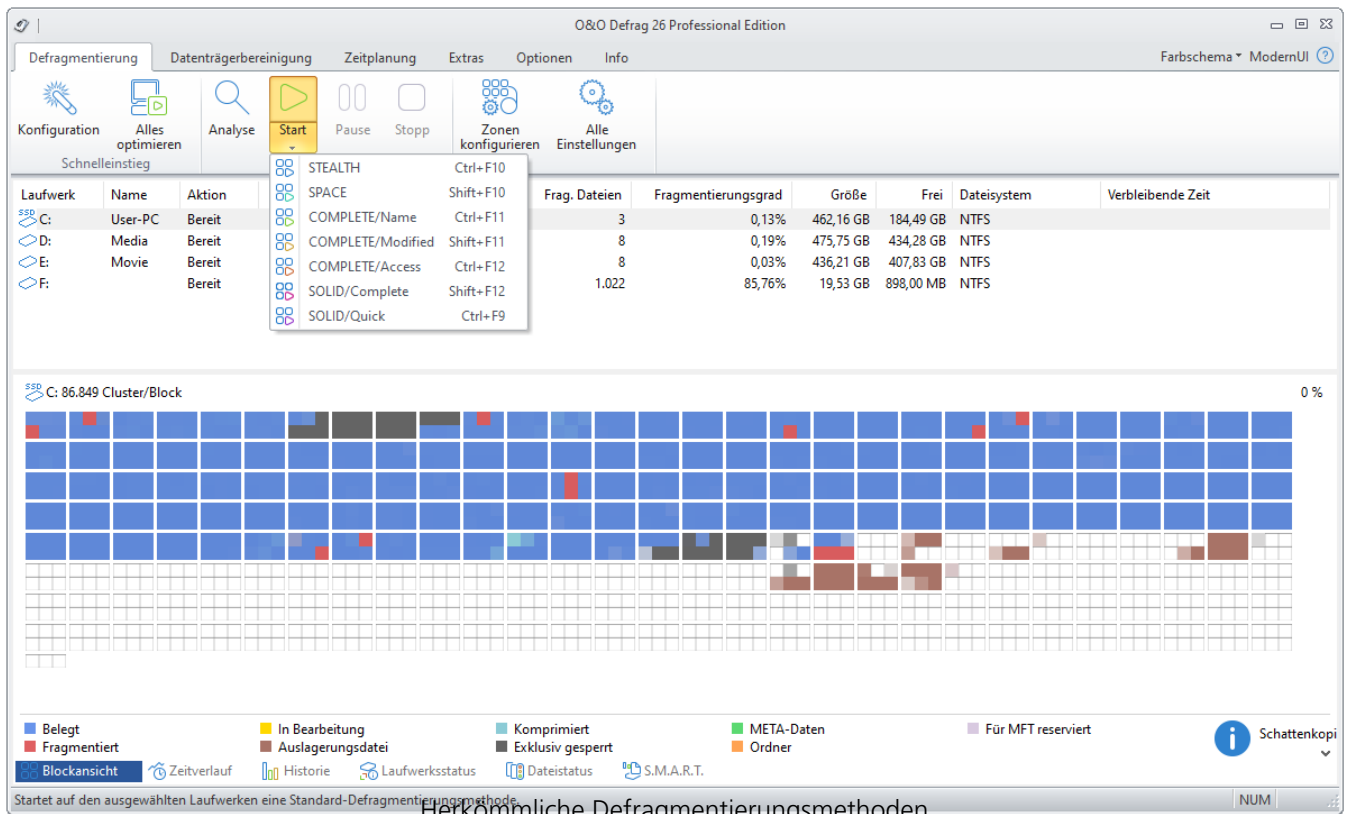 O&O Defrag 26 Professional Edition
Defragmentierung Datenträgerbereinigung Zeitplanung Extras Optionen Info Farbschema ModernUI ?
Konfiguration Alles optimieren Analyse Start Pause Stopp Zonen konfigurieren Alle Einstellungen
Schnelleinstieg
STEALTH Ctrl+F10
SPACE Shift+F10
COMPLETE/Name Ctrl+F11
COMPLETE/Modified Shift+F11
COMPLETE/Access Ctrl+F12
SOLID/Complete Shift+F12
SOLID/Quick Ctrl+F9
Laufwerk Name Aktion Frag. Dateien Fragmentierungsgrad Größe Frei Dateisystem Verbleibende Zeit
SSD C: User-PC Bereit 3 0,13% 462,16 GB 184,49 GB NTFS
D: Media Bereit 8 0,19% 475,75 GB 434,28 GB NTFS
E: Movie Bereit 8 0,03% 436,21 GB 407,83 GB NTFS
F: Bereit 1.022 85,76% 19,53 GB 898,00 MB NTFS
SSD C: 86.849 Cluster/Block 0 %
Belegt In Bearbeitung Komprimiert META-Daten Für MFT reserviert
Fragmentiert Auslagerungsdatei Exklusiv gesperrt Ordner
i Schattenkopi
Blockansicht Zeitverlauf Historie Laufwerksstatus Dateistatus S.M.A.R.T.
Startet auf den ausgewählten Laufwerken eine Standard-Defragmentierungsmethode. NUM
Herkömmliche Defragmentierungsmethoden